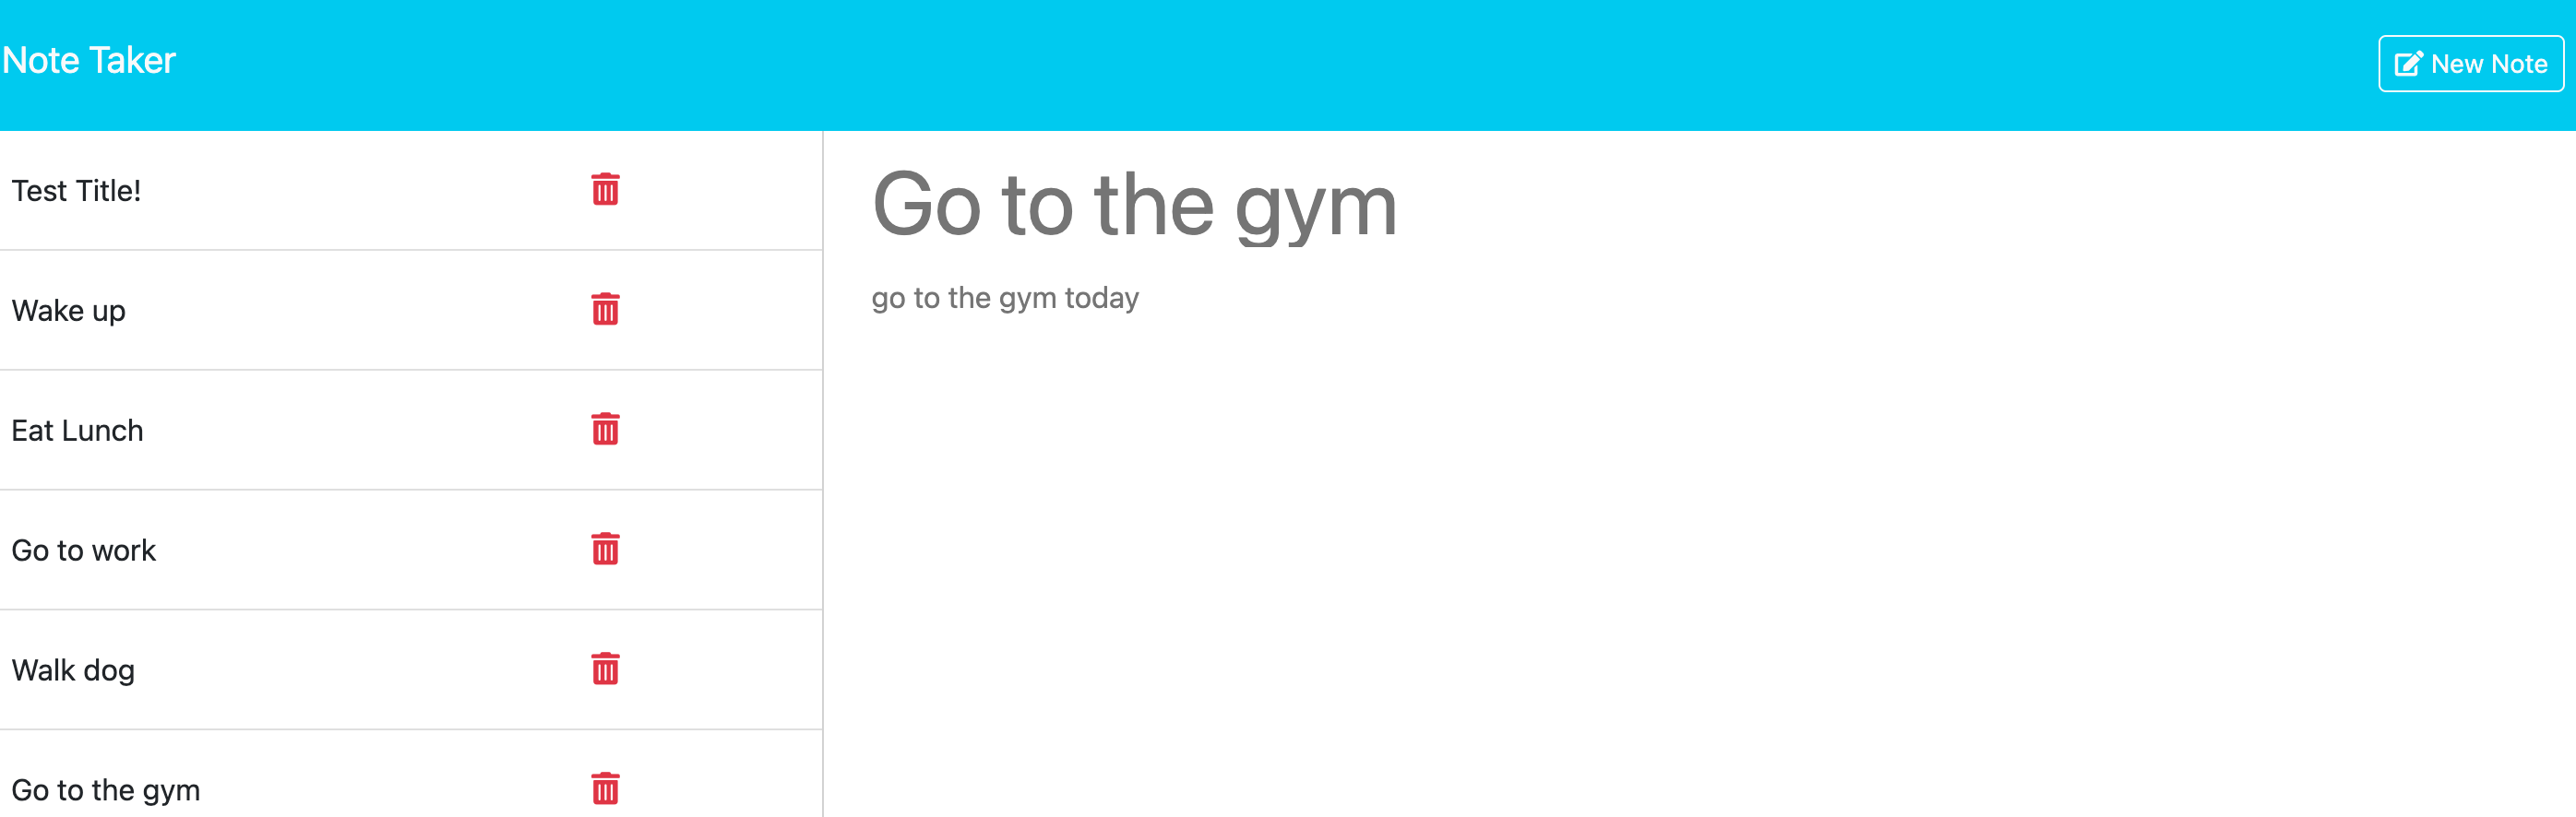 Note Taker
New Note
Test Title!
Wake up
Eat Lunch
Go to work
Walk dog
Go to the gym
Go to the gym
go to the gym today